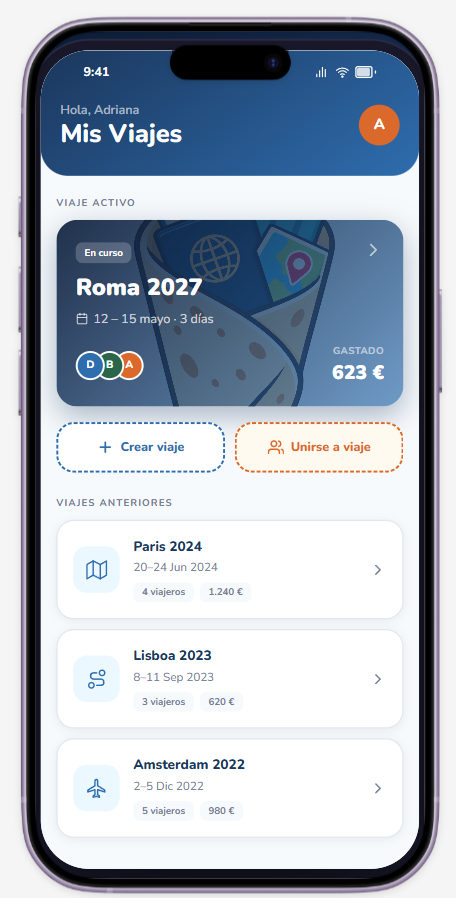 9:41
Hola, Adriana
Mis Viajes
A
VIAJE ACTIVO
En curso
Roma 2027
12 – 15 mayo · 3 días
D B A
GASTADO
623 €
Crear viaje
Unirse a viaje
VIAJES ANTERIORES
Paris 2024
20–24 Jun 2024
4 viajeros 1.240 €
Lisboa 2023
8–11 Sep 2023
3 viajeros 620 €
Amsterdam 2022
2–5 Dic 2022
5 viajeros 980 €